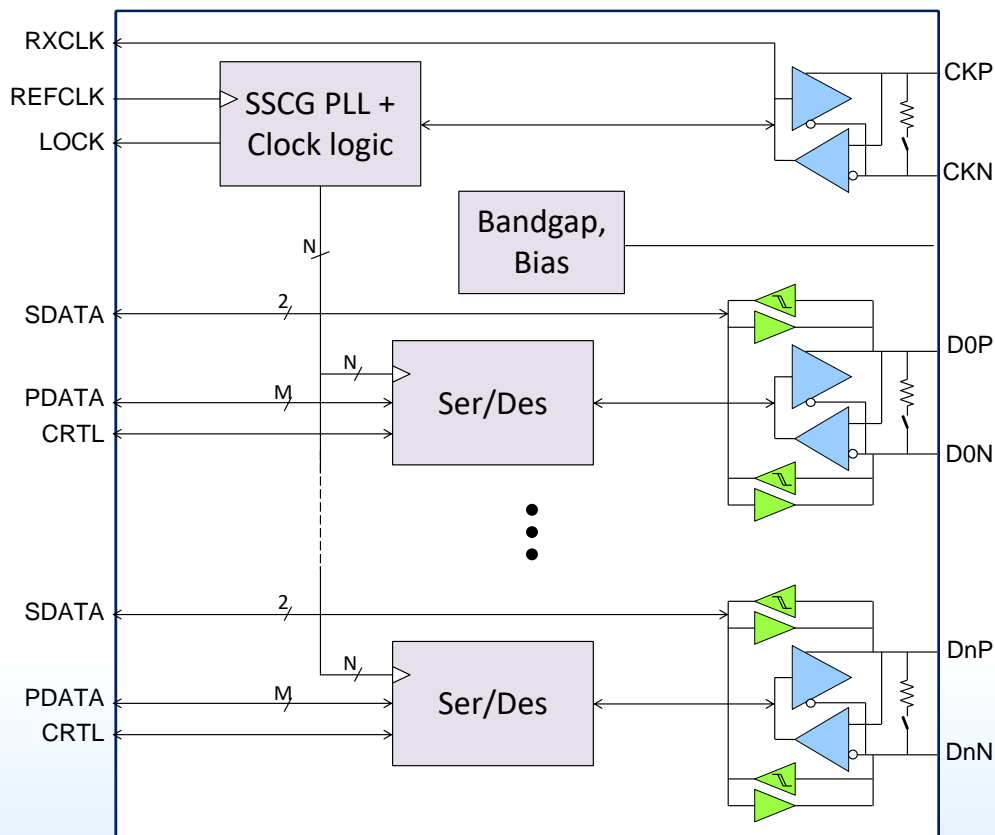 RXCLK
REFCLK
LOCK
SSCG PLL +
Clock logic
CKP
CKN
N
Bandgap,
Bias
SDATA
2
D0P
N
PDATA
M
Ser/Des
CRTL
D0N
SDATA
2
N
DnP
PDATA
M
Ser/Des
CRTL
DnN